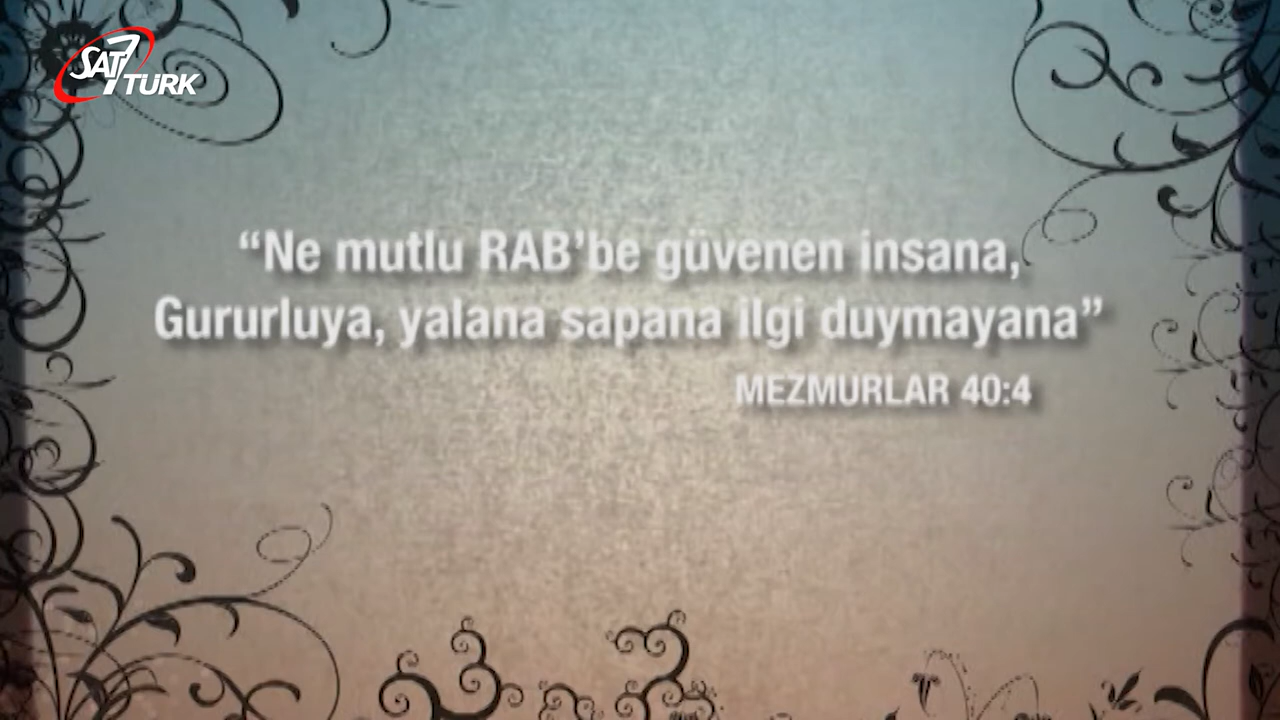 SAT7
TURK
“Ne mutlu RAB’be güvenen insana,
Gururluya, yalana sapana ilgi duymayana”
MEZMURLAR 40:4